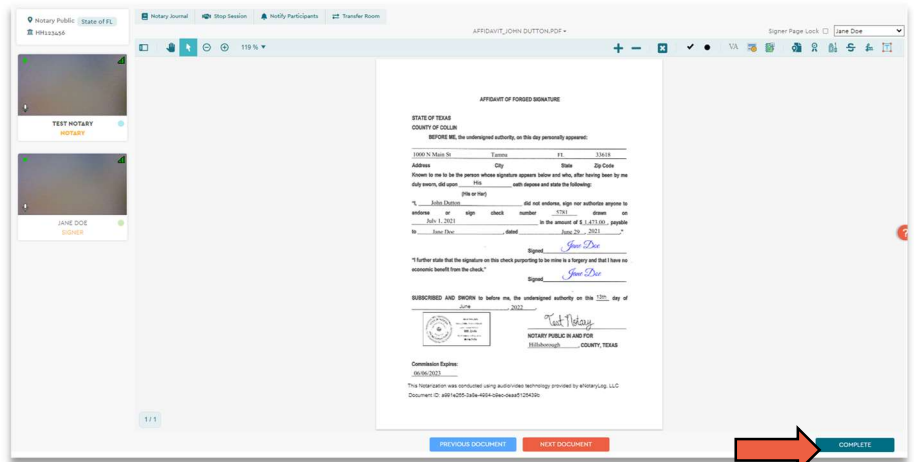 Notary Public State of FL
HH123456
Notary Journal Stop Session Notify Participants Transfer Room
AFFIDAVIT_JOHN DUTTON.PDF
Signer Page Lock Jane Doe
119 %
VA
TEST NOTARY
NOTARY
JANE DOE
SIGNER
AFFIDAVIT OF FORGED SIGNATURE
STATE OF TEXAS
COUNTY OF COLLIN
BEFORE ME, the undersigned authority, on this day personally appeared:
1000 N Main St Tampa FL 33618
Address City State Zip Code
Known to me to be the person whose signature appears below and who, after having been by me
duly sworn, did upon His oath depose and state the following:
(His or Her)
"I, John Dutton did not endorse, sign nor authorize anyone to
endorse or sign check number 5781 drawn on
July 1, 2021 in the amount of $ 1,473.00 , payable
to Jane Doe , dated June 29 , 2021 ."
Signed Jane Doe
"I further state that the signature on this check purporting to be mine is a forgery and that I have no
economic benefit from the check."
Signed Jane Doe
SUBSCRIBED AND SWORN to before me, the undersigned authority on this 12th day of
June , 2022
Test Notary
NOTARY PUBLIC IN AND FOR
Hillsborough , COUNTY, TEXAS
Commission Expires:
06/06/2023
This Notarization was conducted using audio/video technology provided by eNotaryLog, LLC
1 / 1
PREVIOUS DOCUMENT NEXT DOCUMENT COMPLETE
?